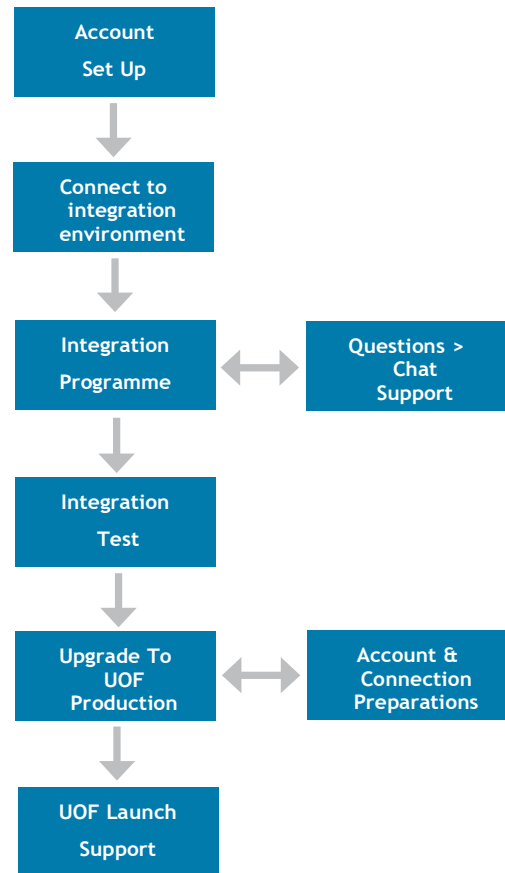 Account
Set Up
Connect to
integration
environment
Integration
Programme
Questions >
Chat
Support
Integration
Test
Upgrade To
UOF
Production
Account &
Connection
Preparations
UOF Launch
Support